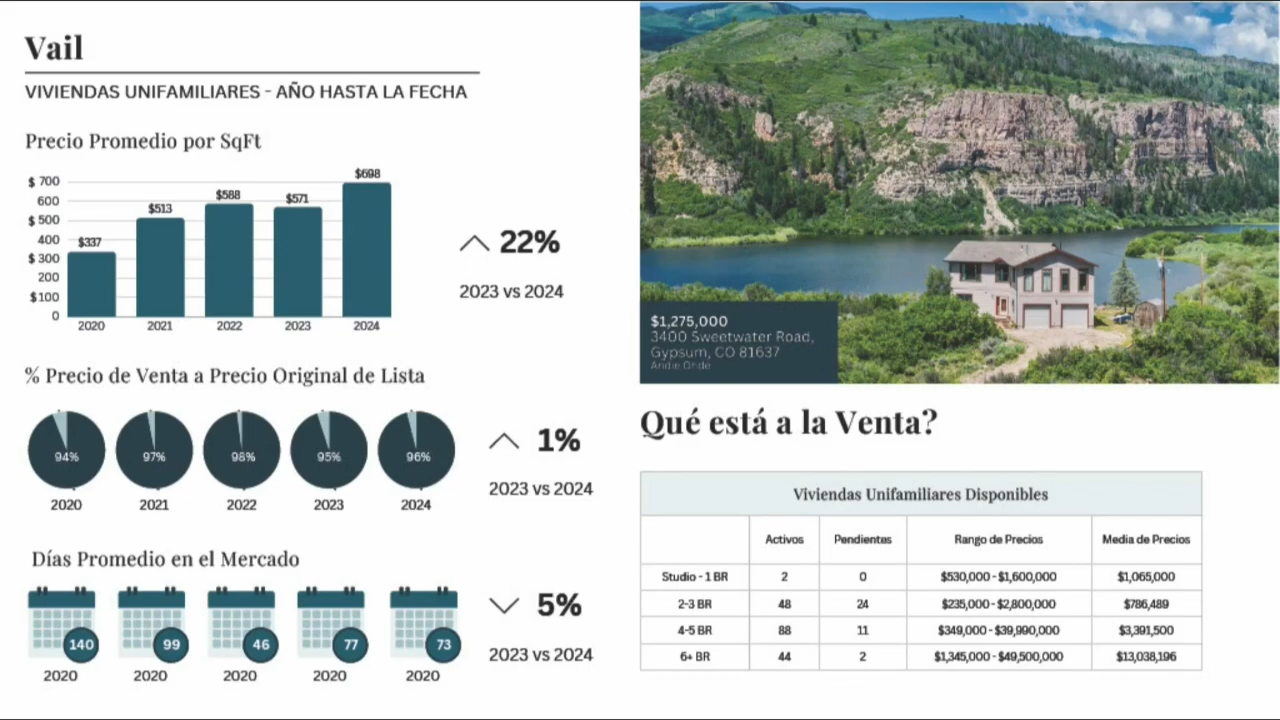 Vail
VIVIENDAS UNIFAMILIARES - AÑO HASTA LA FECHA
Precio Promedio por SqFt
$ 700
600
$ 500
400
$ 300
200
$100
0
$337
$513
$588
$571
$698
2020
2021
2022
2023
2024
22%
2023 vs 2024
% Precio de Venta a Precio Original de Lista
94%
97%
98%
95%
96%
2020
2021
2022
2023
2024
1%
2023 vs 2024
Días Promedio en el Mercado
140
99
46
77
73
2020
2020
2020
2020
2020
5%
2023 vs 2024
$1,275,000
3400 Sweetwater Road,
Gypsum, CO 81637
Qué está a la Venta?
Viviendas Unifamiliares Disponibles
Activos Pendientes Rango de Precios Media de Precios
Studio - 1 BR 2 0 $530,000 - $1,600,000 $1,065,000
2-3 BR 48 24 $235,000 - $2,800,000 $786,489
4-5 BR 88 11 $349,000 - $39,990,000 $3,391,500
6+ BR 44 2 $1,345,000 - $49,500,000 $13,038,196